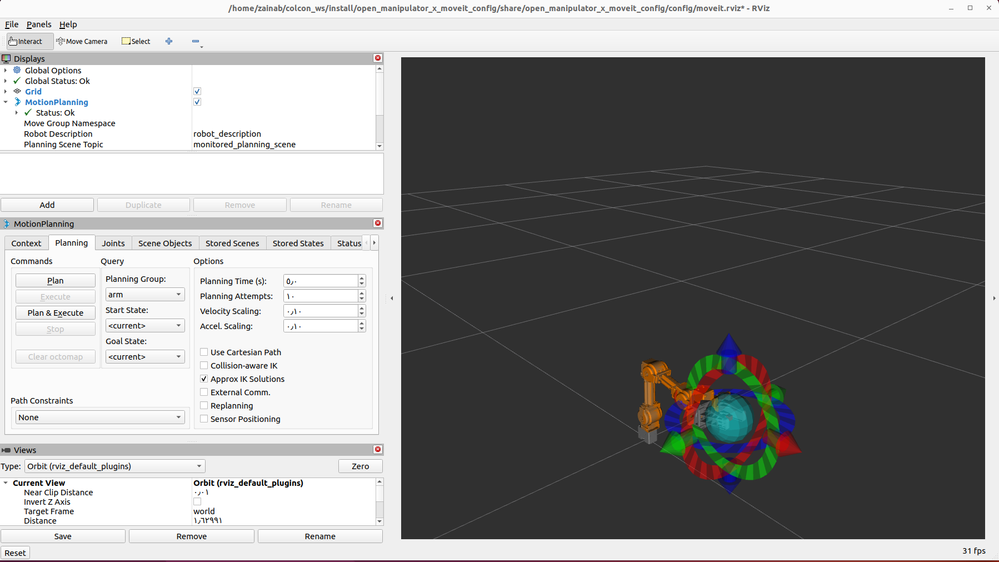 /home/zainab/colcon_ws/install/open_manipulator_x_moveit_config/share/open_manipulator_x_moveit_config/config/moveit.rviz* - RViz
File Panels Help
Interact Move Camera Select
Displays
Global Options
Global Status: Ok
Grid
MotionPlanning
Status: Ok
Move Group Namespace
Robot Description robot_description
Planning Scene Topic monitored_planning_scene
Add Duplicate Remove Rename
MotionPlanning
Context Planning Joints Scene Objects Stored Scenes Stored States Status
Commands Query Options
Plan
Execute
Plan & Execute
Stop
Clear octomap
Planning Group:
arm
Start State:
<current>
Goal State:
<current>
Planning Time (s): ٥٫٠
Planning Attempts: ١٠
Velocity Scaling: ٠٫١٠
Accel. Scaling: ٠٫١٠
Use Cartesian Path
Collision-aware IK
Approx IK Solutions
External Comm.
Replanning
Sensor Positioning
Path Constraints
None
Views
Type: Orbit (rviz_default_plugins) Zero
Current View Orbit (rviz_default_plugins)
Near Clip Distance ٠٫٠١
Invert Z Axis
Target Frame world
Distance ١٫٦٢٩٩١
Save Remove Rename
Reset
31 fps